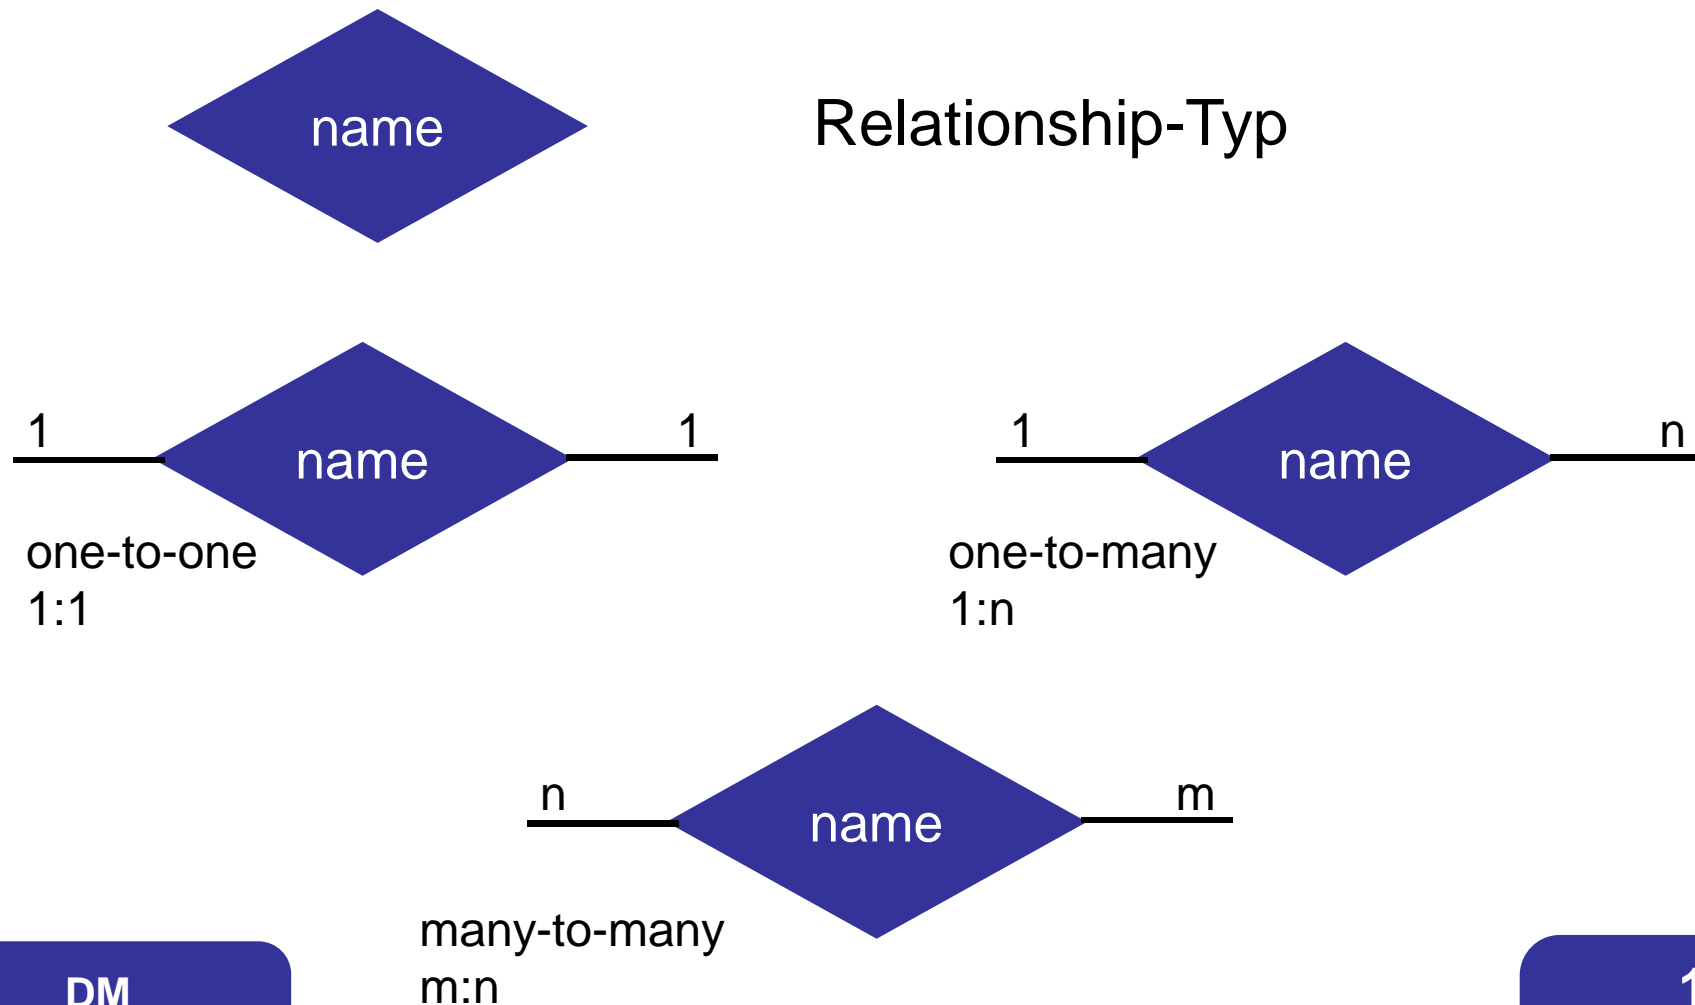 name
Relationship-Typ
1
name
1
one-to-one
1:1
1
name
n
one-to-many
1:n
n
name
m
many-to-many
m:n
DM
1